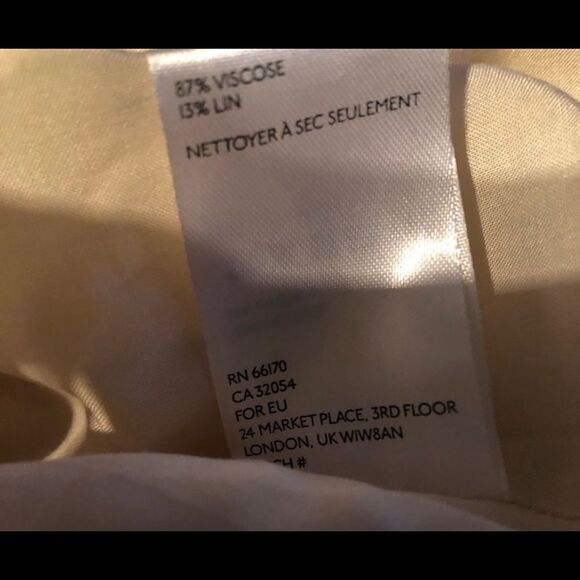 87% VISCOSE
13% LIN
NETTOYER À SEC SEULEMENT
RN 66170
CA 32054
FOR EU
24 MARKET PLACE, 3RD FLOOR
LONDON, UK W1W8AN
#